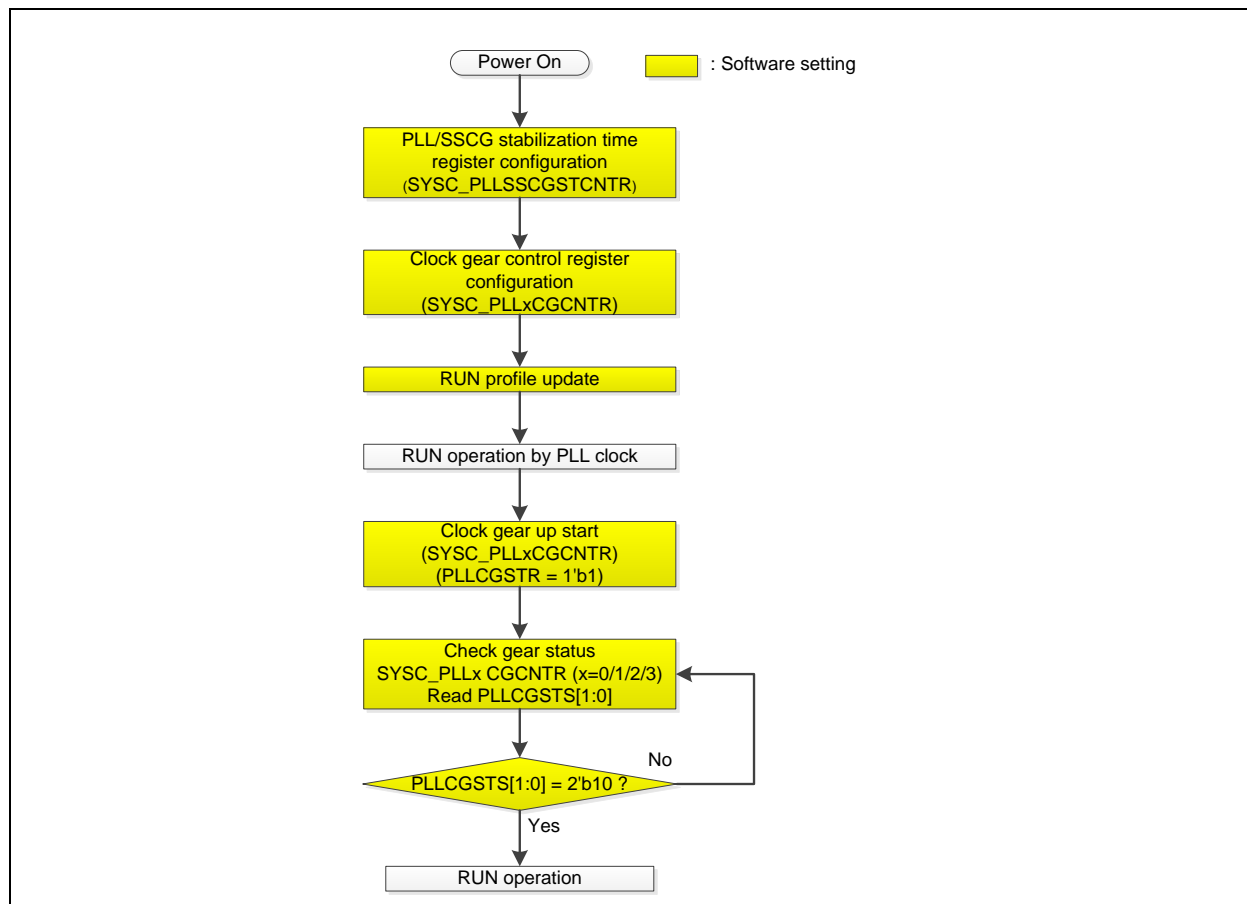 Power On
: Software setting
PLL/SSCG stabilization time
register configuration
(SYSC_PLLSSCGSTCNTR)
Clock gear control register
configuration
(SYSC_PLLxCGCNTR)
RUN profile update
RUN operation by PLL clock
Clock gear up start
(SYSC_PLLxCGCNTR)
(PLLCGSTR = 1'b1)
Check gear status
SYSC_PLLx CGCNTR (x=0/1/2/3)
Read PLLCGSTS[1:0]
No
PLLCGSTS[1:0] = 2'b10 ?
Yes
RUN operation